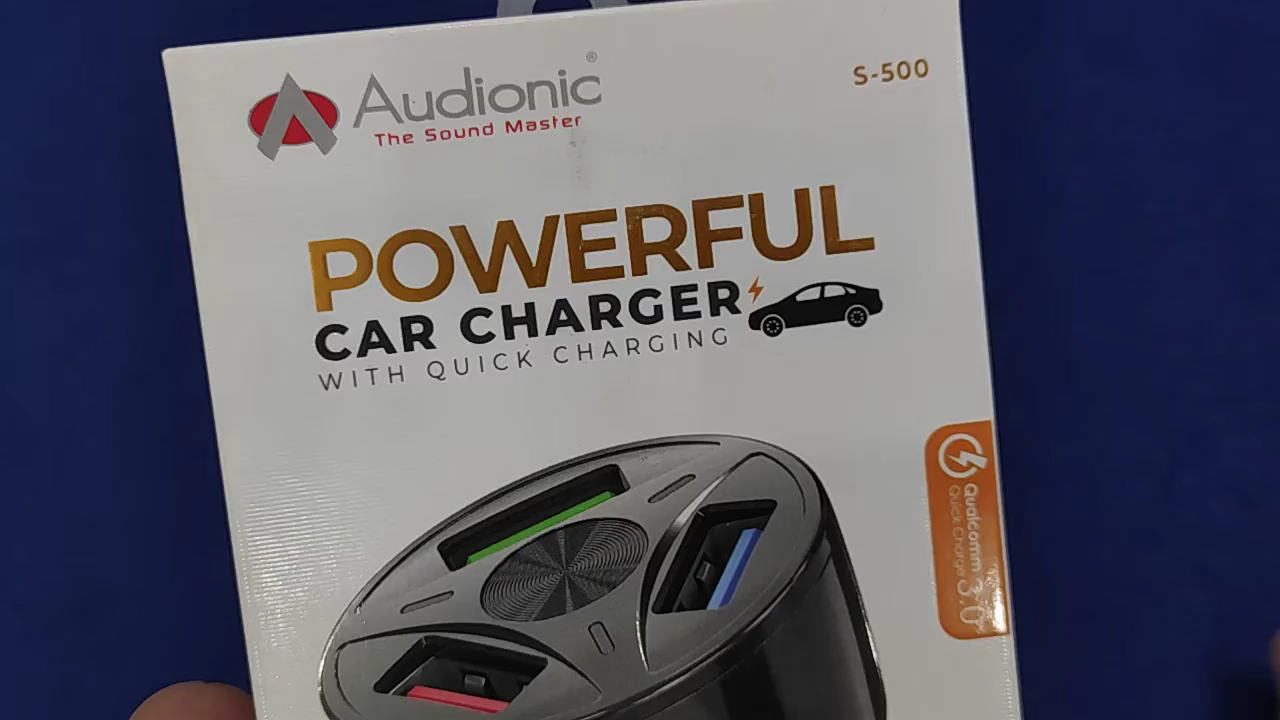 Audionic®
The Sound Master
S-500
POWERFUL
CAR CHARGER
WITH QUICK CHARGING
Qualcomm
Quick Charge 3.0